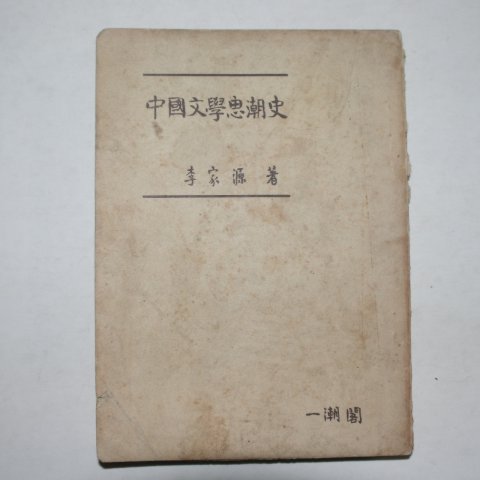 中國文學思潮史
李家源 著
一潮閣